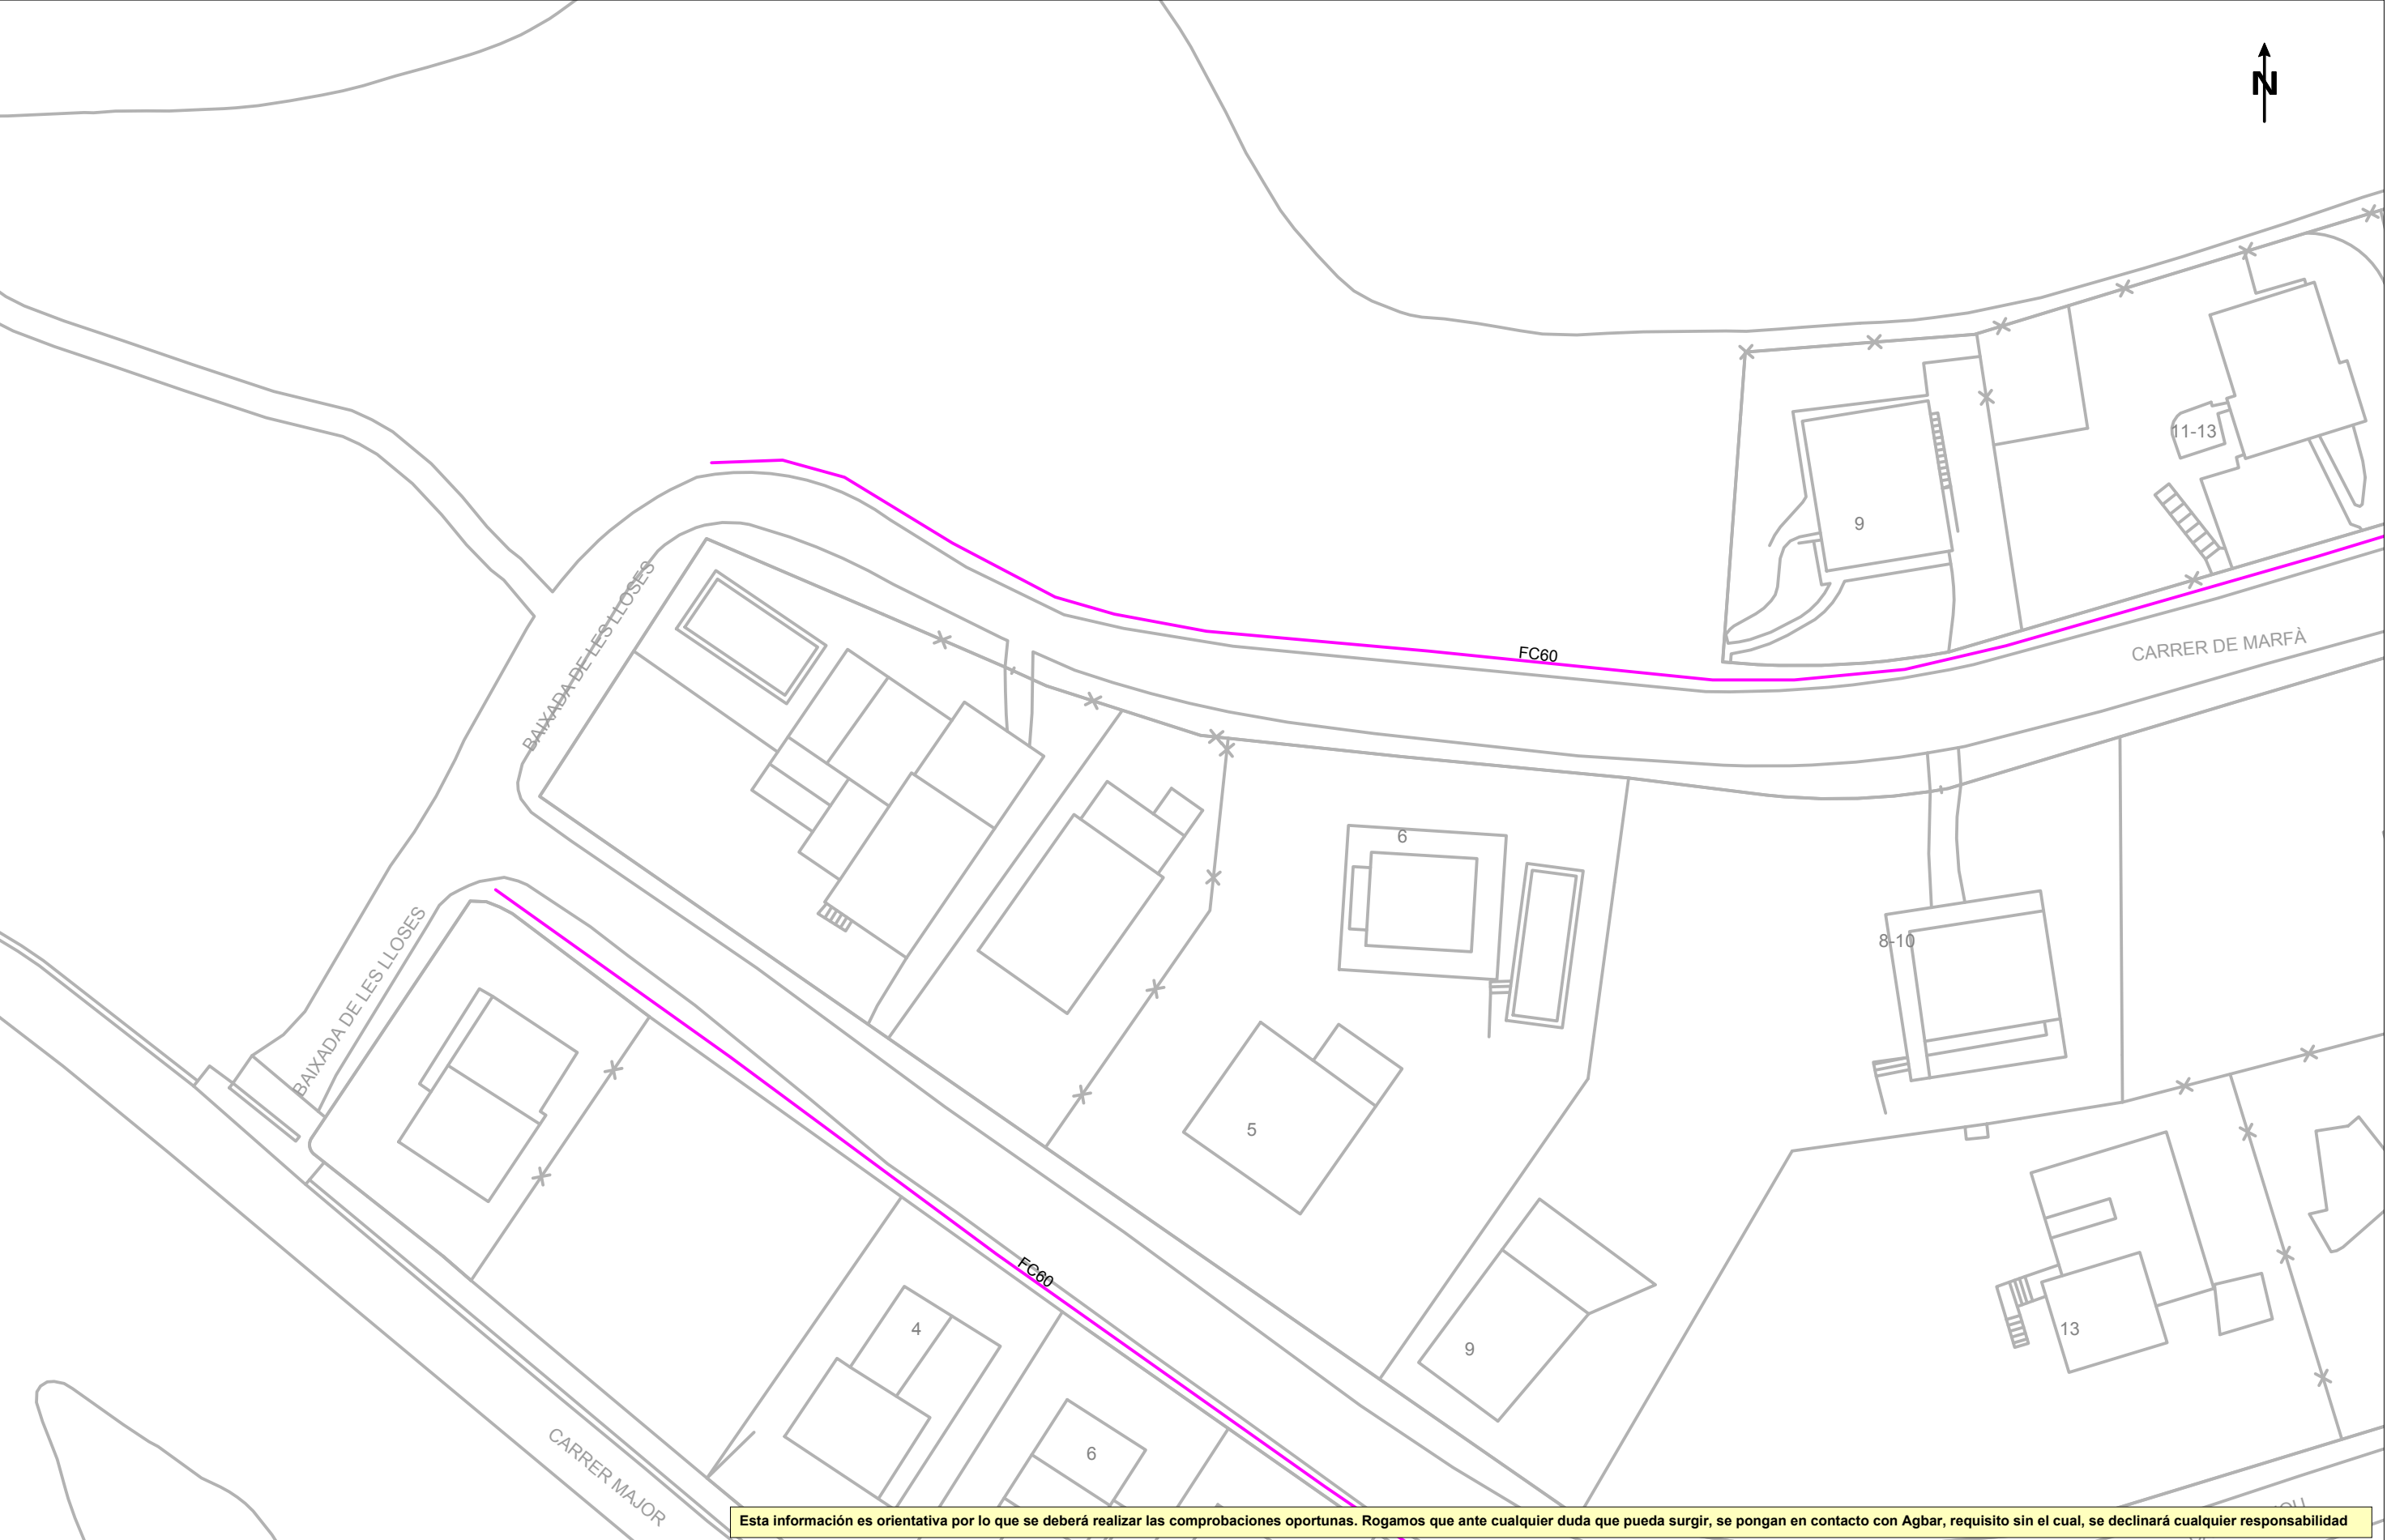 N
11-13
9
BAIXADA DE LES LLOSES
FC60
CARRER DE MARFÀ
6
8-10
BAIXADA DE LES LLOSES
5
FC60
4
13
9
6
CARRER MAJOR
Esta información es orientativa por lo que se deberá realizar las comprobaciones oportunas. Rogamos que ante cualquier duda que pueda surgir, se pongan en contacto con Agbar, requisito sin el cual, se declinará cualquier responsabilidad